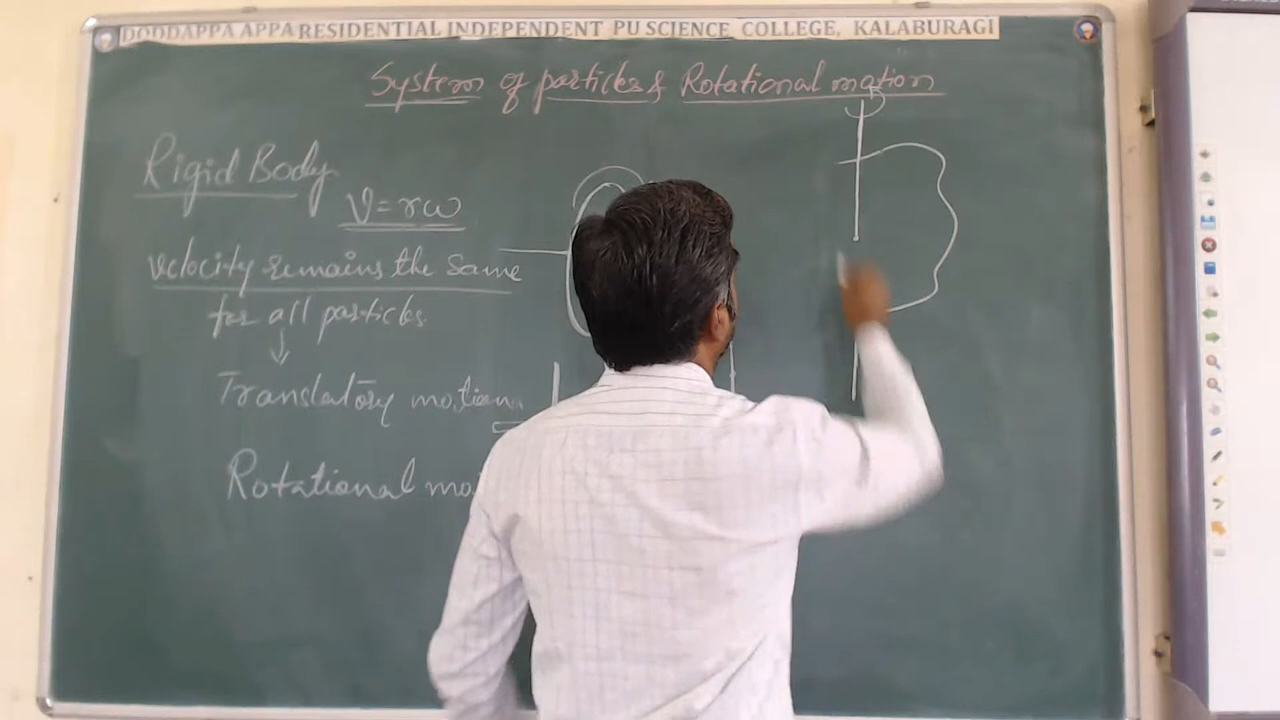 DODDAPPA APPA RESIDENTIAL INDEPENDENT PU SCIENCE COLLEGE, KALABURAGI
System of particles & Rotational motion
Rigid Body
V=rω
velocity remains the same
for all particles
↓
Translatory motion
Rotational mo